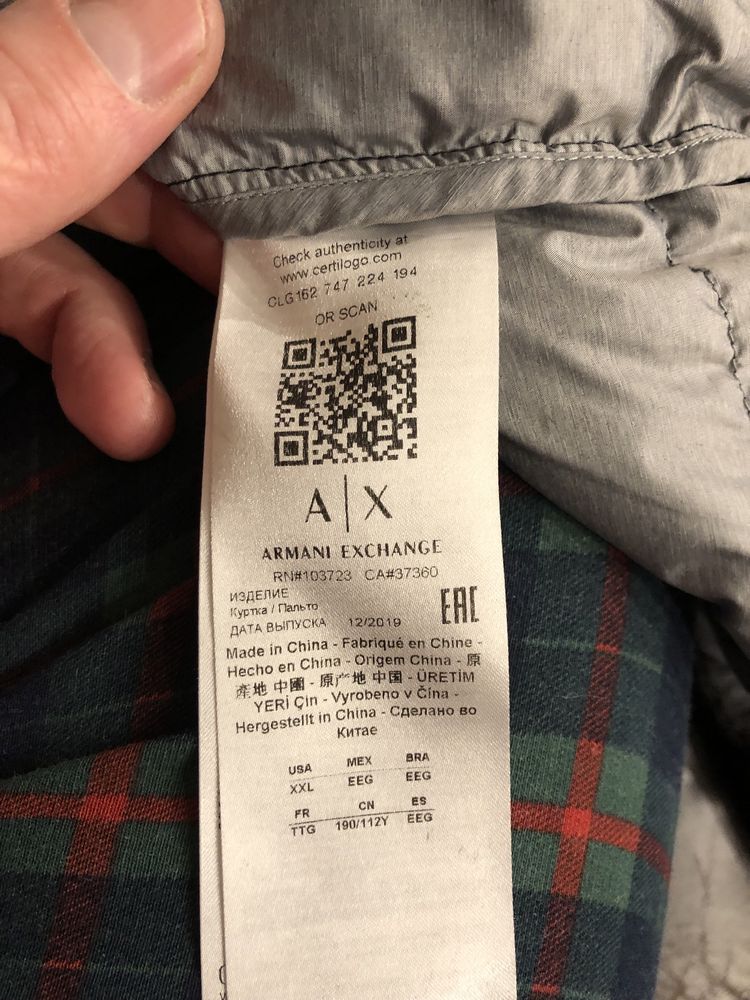 Check authenticity at
www.certilogo.com
CLG162 747 224 194
OR SCAN
A|X
ARMANI EXCHANGE
RN#103723 CA#37360
ИЗДЕЛИЕ
Куртка / Пальто
ДАТА ВЫПУСКА 12/2019
EAC
Made in China - Fabriqué en Chine -
Hecho en China - Origem China - 原
產地 中國 - 原产地 中国 - ÜRETİM
YERİ Çin - Vyrobeno v Čína -
Hergestellt in China - Сделано во
Китае
USA MEX BRA
XXL EEG EEG
FR CN ES
TTG 190/112Y EEG